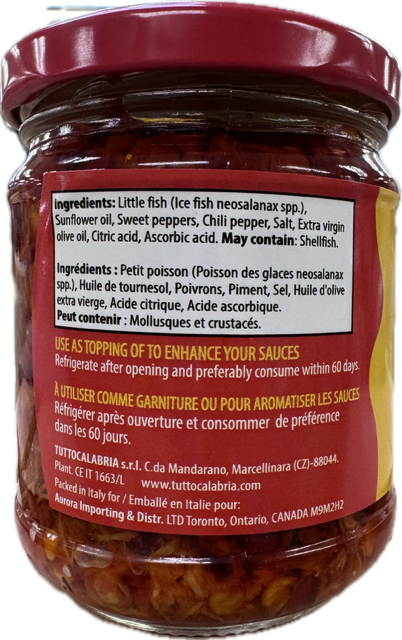 Ingredients: Little fish (Ice fish neosalanax spp.),
Sunflower oil, Sweet peppers, Chili pepper, Salt, Extra virgin
olive oil, Citric acid, Ascorbic acid. May contain: Shellfish.
Ingrédients : Petit poisson (Poisson des glaces neosalanax
spp.), Huile de tournesol, Poivrons, Piment, Sel, Huile d'olive
extra vierge, Acide citrique, Acide ascorbique.
Peut contenir : Mollusques et crustacés.
USE AS TOPPING OF TO ENHANCE YOUR SAUCES
Refrigerate after opening and preferably consume within 60 days.
À UTILISER COMME GARNITURE OU POUR AROMATISER LES SAUCES
Réfrigérer après ouverture et consommer de préférence
dans les 60 jours.
TUTTOCALABRIA s.r.l. C.da Mandarano, Marcellinara (CZ)-88044.
Plant. CE IT 1663/L www.tuttocalabria.com
Packed in Italy for / Emballé en Italie pour:
Aurora Importing & Distr. LTD Toronto, Ontario, CANADA M9M2H2